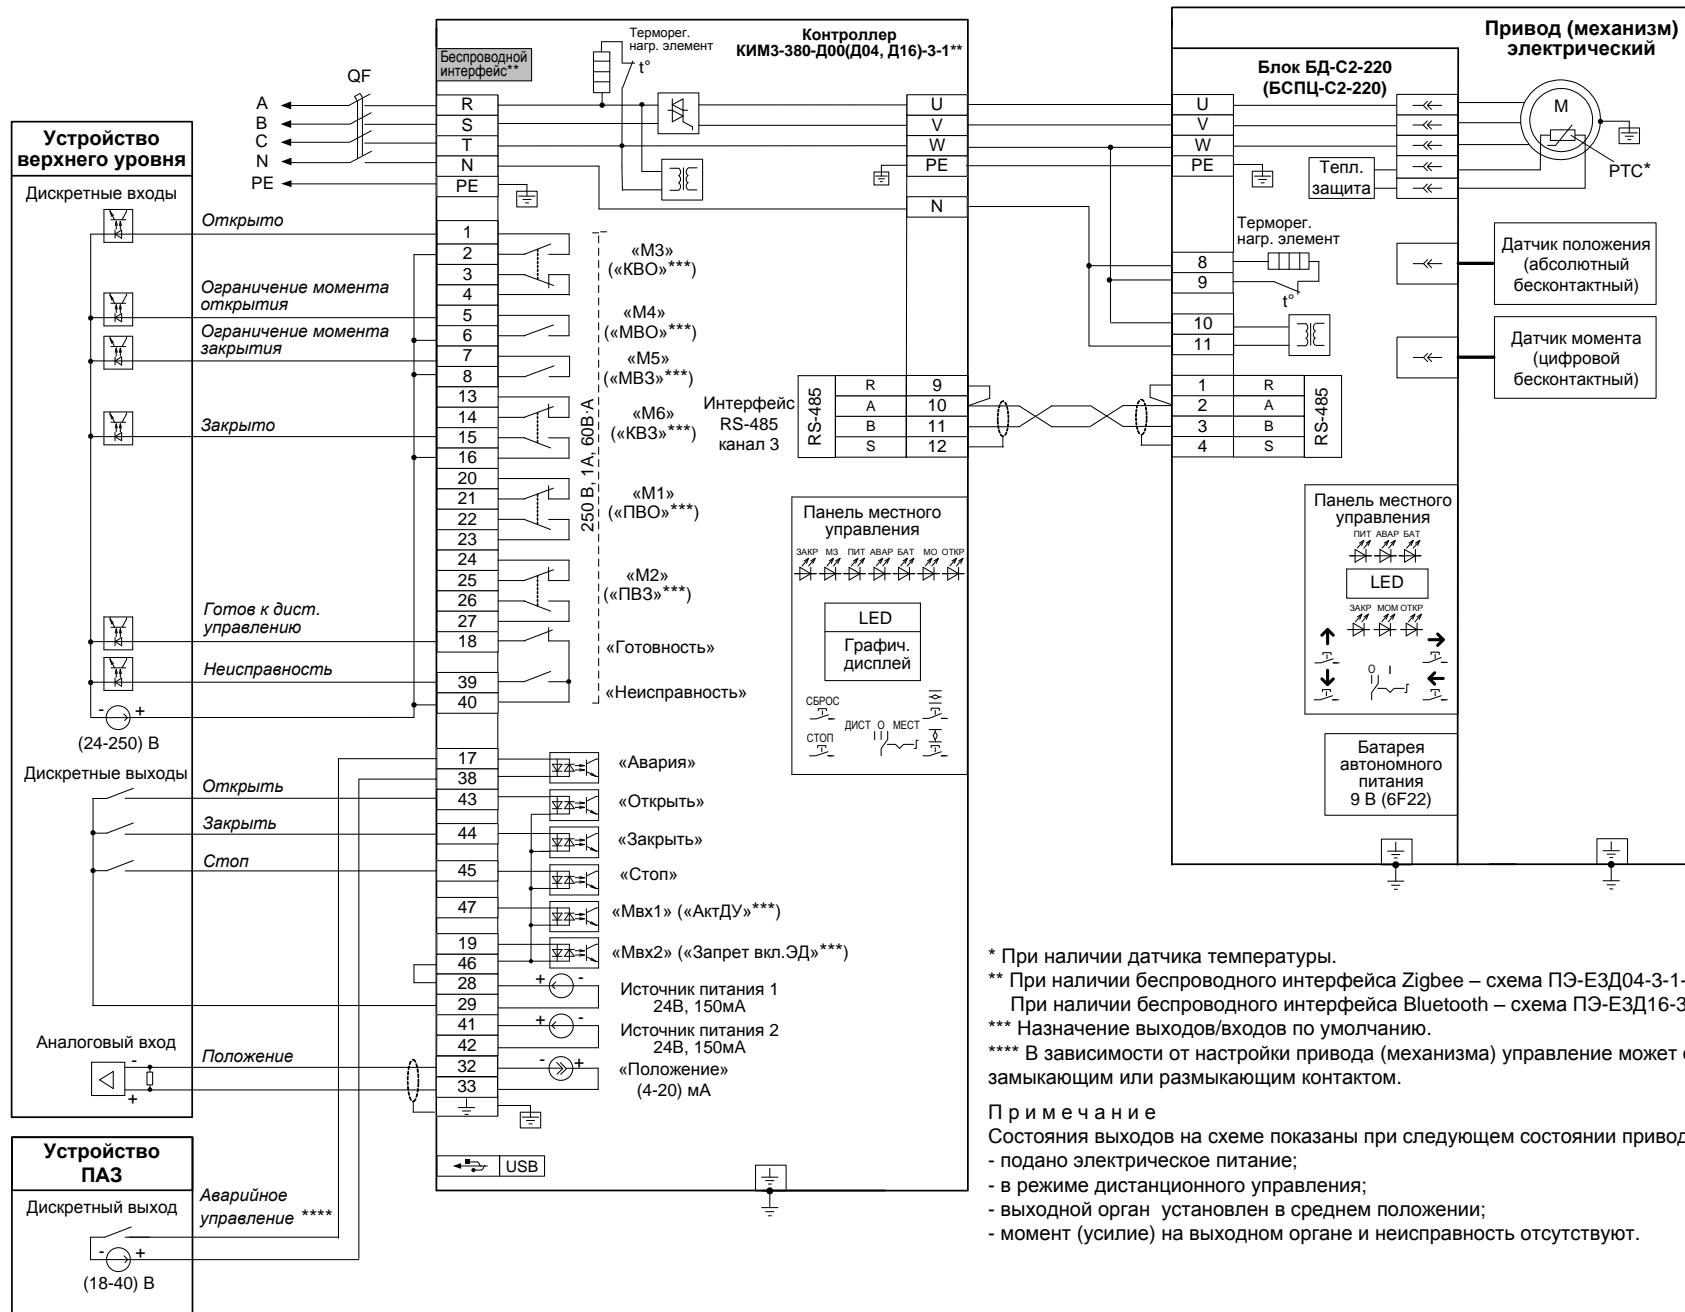 Устройство
верхнего уровня
Дискретные входы
Открыто
Ограничение момента
открытия
Ограничение момента
закрытия
Закрыто
Готов к дист.
управлению
Неисправность
- +
(24-250) В
Дискретные выходы
Открыть
Закрыть
Стоп
Аналоговый вход
Положение
-
+
Устройство
ПАЗ
Дискретный выход
Аварийное
управление ****
- +
(18-40) В
QF
A
B
C
N
PE
Контроллер
КИМ3-380-Д00(Д04, Д16)-3-1**
Беспроводной
интерфейс**
Терморег.
нагр. элемент
t°
R
S
T
N
PE
U
V
W
PE
N
1
2
3
4
5
6
7
8
13
14
15
16
20
21
22
23
24
25
26
27
18
39
40
17
38
43
44
45
47
19
46
28
29
41
42
32
33
«М3»
(«КВО»***)
«М4»
(«МВО»***)
«М5»
(«МВЗ»***)
«М6»
(«КВЗ»***)
«М1»
(«ПВО»***)
«М2»
(«ПВЗ»***)
«Готовность»
«Неисправность»
250 В, 1А, 60В·А
«Авария»
«Открыть»
«Закрыть»
«Стоп»
«Мвх1» («АктДУ»***)
«Мвх2» («Запрет вкл.ЭД»***)
+ -
Источник питания 1
24В, 150мА
+ -
Источник питания 2
24В, 150мА
- +
«Положение»
(4-20) мА
USB
Интерфейс
RS-485
канал 3
RS-485
R 9
A 10
B 11
S 12
Панель местного
управления
ЗАКР МЗ ПИТ АВАР БАТ МО ОТКР
LED
Графич.
дисплей
СБРОС
СТОП
ДИСТ О МЕСТ
Привод (механизм)
электрический
Блок БД-С2-220
(БСПЦ-С2-220)
U
V
W
PE
М
PTC*
Тепл.
защита
Терморег.
нагр. элемент
t°
8
9
10
11
1 R
2 A
3 B
4 S
RS-485
Датчик положения
(абсолютный
бесконтактный)
Датчик момента
(цифровой
бесконтактный)
Панель местного
управления
ПИТ АВАР БАТ
LED
ЗАКР МОМ ОТКР
O I
Батарея
автономного
питания
9 В (6F22)
* При наличии датчика температуры.
** При наличии беспроводного интерфейса Zigbee – схема ПЭ-Е3Д04-3-1-
При наличии беспроводного интерфейса Bluetooth – схема ПЭ-Е3Д16-3
*** Назначение выходов/входов по умолчанию.
**** В зависимости от настройки привода (механизма) управление может
замыкающим или размыкающим контактом.
П р и м е ч а н и е
Состояния выходов на схеме показаны при следующем состоянии привод
- подано электрическое питание;
- в режиме дистанционного управления;
- выходной орган установлен в среднем положении;
- момент (усилие) на выходном органе и неисправность отсутствуют.